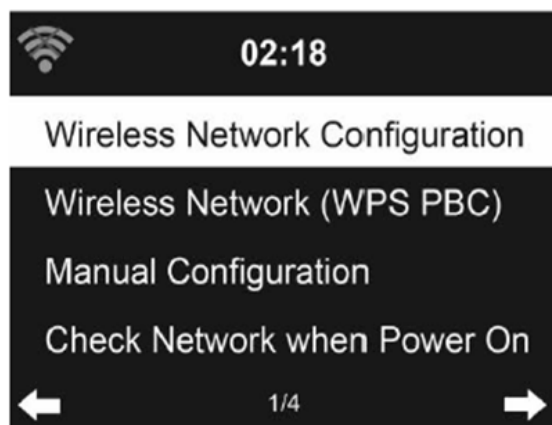 02:18
Wireless Network Configuration
Wireless Network (WPS PBC)
Manual Configuration
Check Network when Power On
1/4